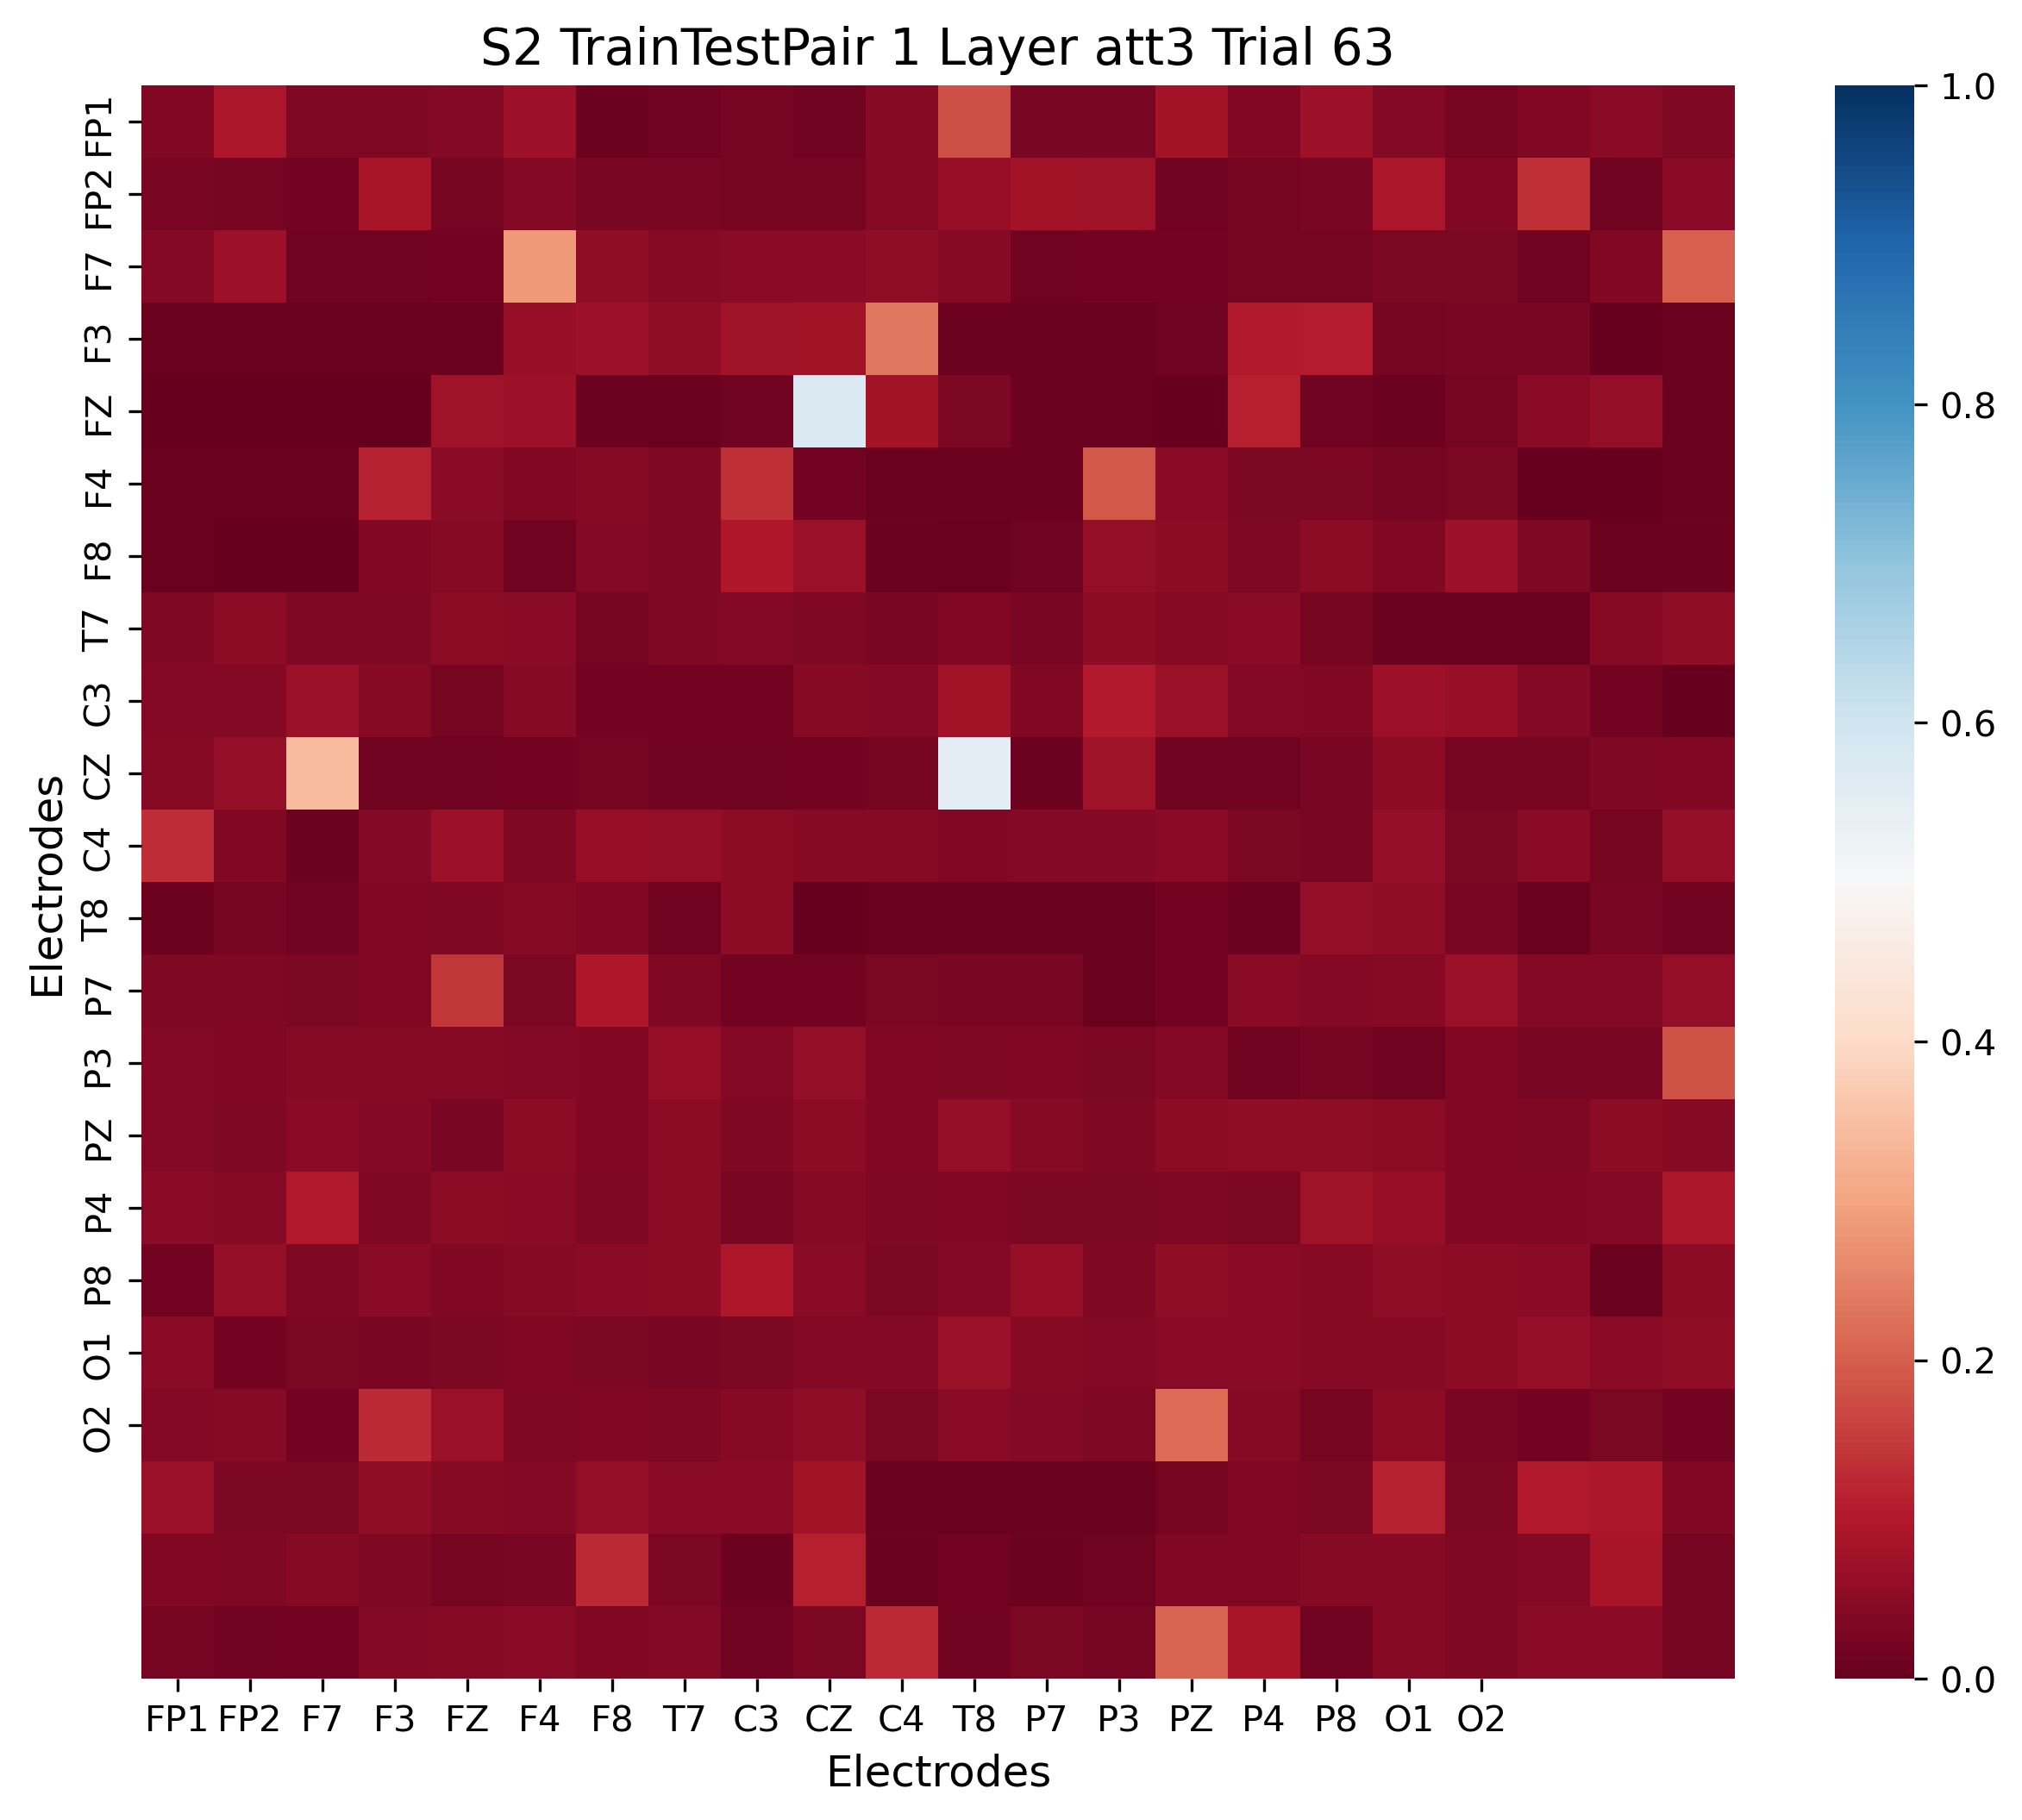 S2 TrainTestPair 1 Layer att3 Trial 63
Electrodes
FP1
FP2
F7
F3
FZ
F4
F8
T7
C3
CZ
C4
T8
P7
P3
PZ
P4
P8
O1
O2
FP1 FP2 F7 F3 FZ F4 F8 T7 C3 CZ C4 T8 P7 P3 PZ P4 P8 O1 O2
Electrodes
1.0
0.8
0.6
0.4
0.2
0.0